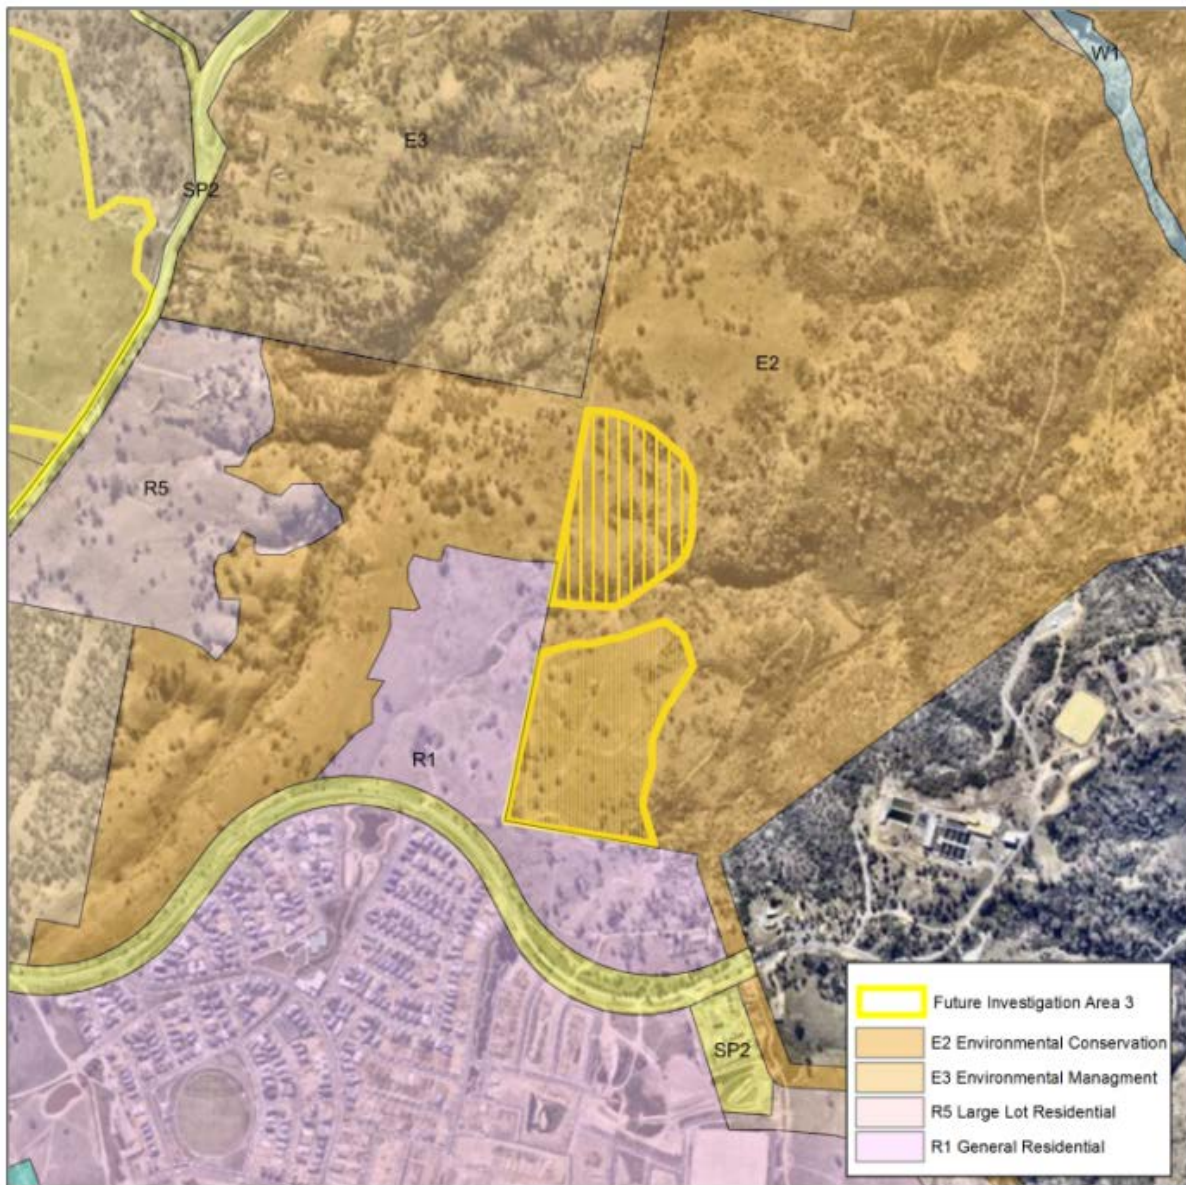 W1
E3
SP2
E2
R5
R1
SP2
Future Investigation Area 3
E2 Environmental Conservation
E3 Environmental Managment
R5 Large Lot Residential
R1 General Residential